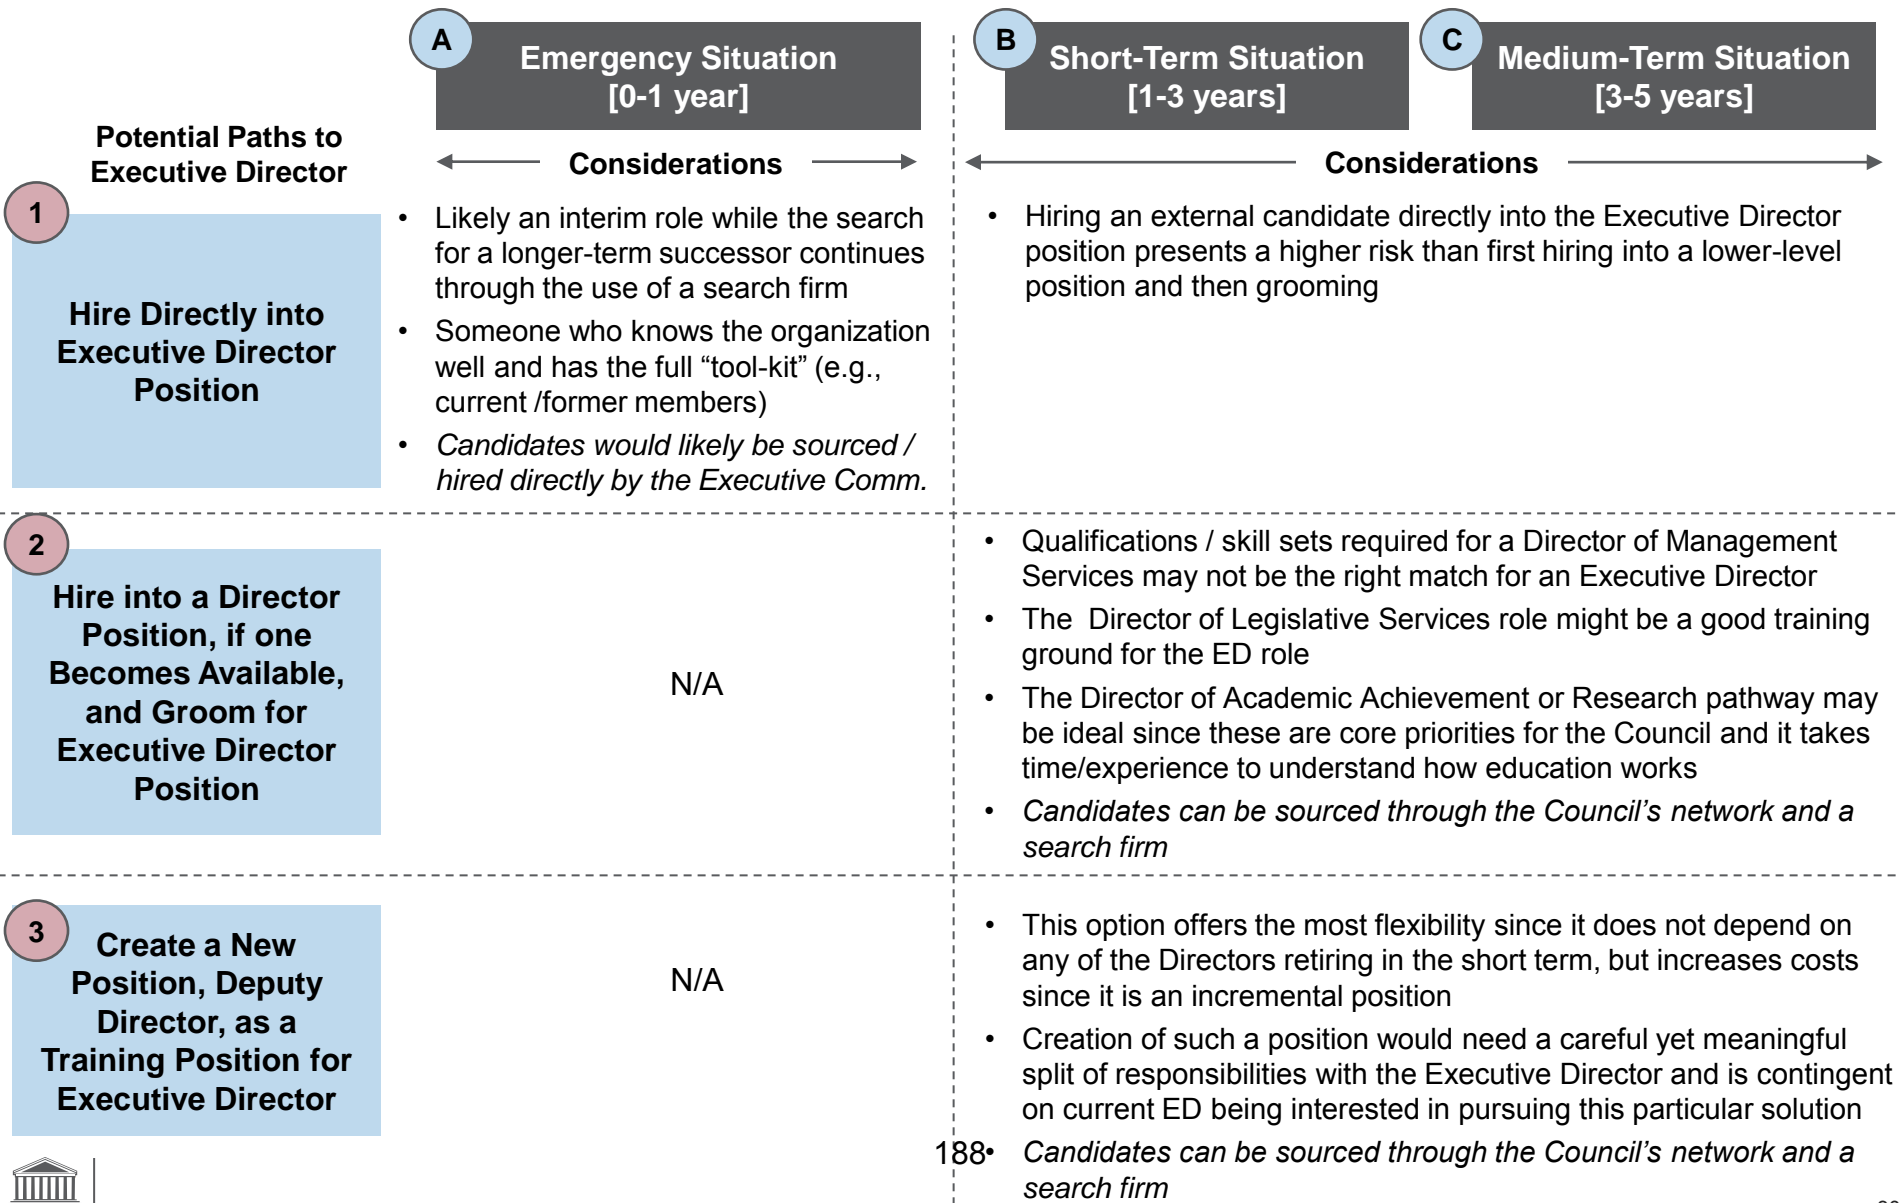 A
Emergency Situation
[0-1 year]
B
Short-Term Situation
[1-3 years]
C
Medium-Term Situation
[3-5 years]
Potential Paths to
Executive Director
Considerations
Considerations
1
Hire Directly into
Executive Director
Position
• Likely an interim role while the search
for a longer-term successor continues
through the use of a search firm
• Someone who knows the organization
well and has the full “tool-kit” (e.g.,
current /former members)
• Candidates would likely be sourced /
hired directly by the Executive Comm.
• Hiring an external candidate directly into the Executive Director
position presents a higher risk than first hiring into a lower-level
position and then grooming
2
Hire into a Director
Position, if one
Becomes Available,
and Groom for
Executive Director
Position
N/A
• Qualifications / skill sets required for a Director of Management
Services may not be the right match for an Executive Director
• The Director of Legislative Services role might be a good training
ground for the ED role
• The Director of Academic Achievement or Research pathway may
be ideal since these are core priorities for the Council and it takes
time/experience to understand how education works
• Candidates can be sourced through the Council’s network and a
search firm
3
Create a New
Position, Deputy
Director, as a
Training Position for
Executive Director
N/A
• This option offers the most flexibility since it does not depend on
any of the Directors retiring in the short term, but increases costs
since it is an incremental position
• Creation of such a position would need a careful yet meaningful
split of responsibilities with the Executive Director and is contingent
on current ED being interested in pursuing this particular solution
• Candidates can be sourced through the Council’s network and a
search firm
188